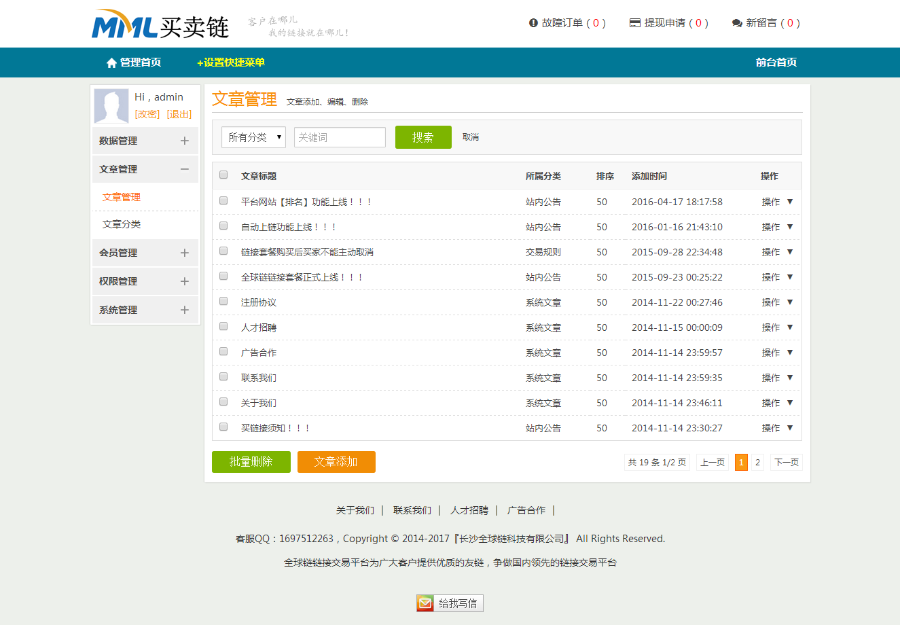 MML买卖链 客户在哪儿 故障订单 ( 0 ) 提现申请 ( 0 ) 新留言 ( 0 )
我的链接就在哪儿！
管理首页 +设置快捷菜单 前台首页
Hi，admin
[改密] [退出]
数据管理 +
文章管理 −
文章管理
文章分类
会员管理 +
权限管理 +
系统管理 +
文章管理 文章添加、编辑、删除
所有分类 ▼ 关键词 搜索 取消
文章标题 所属分类 排序 添加时间 操作
平台网站【排名】功能上线！！！ 站内公告 50 2016-04-17 18:17:58 操作 ▼
自动上链功能上线！！！ 站内公告 50 2016-01-16 21:43:10 操作 ▼
链接套餐购买后买家不能主动取消 交易规则 50 2015-09-28 22:34:48 操作 ▼
全球链链接套餐正式上线！！！ 站内公告 50 2015-09-23 00:25:22 操作 ▼
注册协议 系统文章 50 2014-11-22 00:27:46 操作 ▼
人才招聘 系统文章 50 2014-11-15 00:00:09 操作 ▼
广告合作 系统文章 50 2014-11-14 23:59:57 操作 ▼
联系我们 系统文章 50 2014-11-14 23:59:35 操作 ▼
关于我们 系统文章 50 2014-11-14 23:46:11 操作 ▼
买链接须知！！！ 站内公告 50 2014-11-14 23:30:27 操作 ▼
批量删除 文章添加 共 19 条 1/2 页 上一页 1 2 下一页
关于我们 | 联系我们 | 人才招聘 | 广告合作 |
客服QQ：1697512263，Copyright © 2014-2017『长沙全球链科技有限公司』 All Rights Reserved.
全球链链接交易平台为广大客户提供优质的友链，争做国内领先的链接交易平台
给我写信